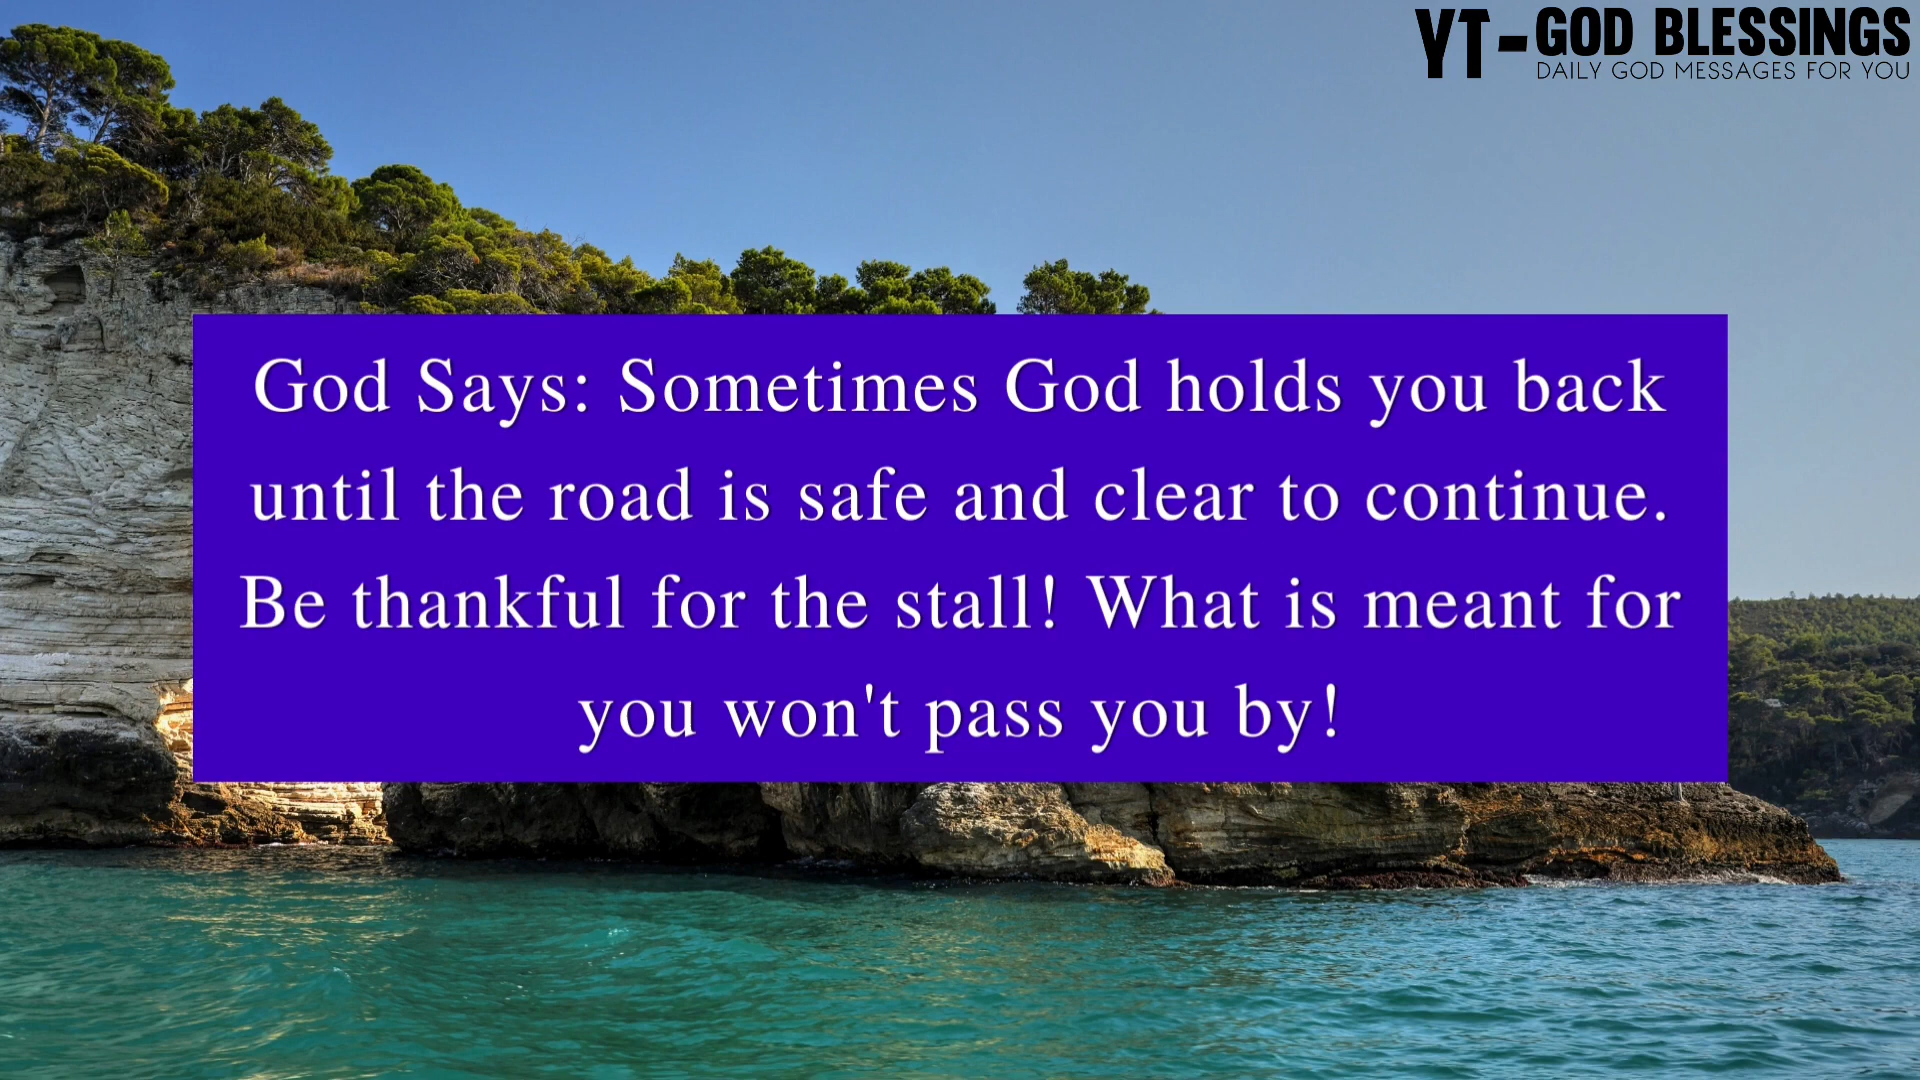 YT-GOD BLESSINGS
DAILY GOD MESSAGES FOR YOU
God Says: Sometimes God holds you back
until the road is safe and clear to continue.
Be thankful for the stall! What is meant for
you won't pass you by!